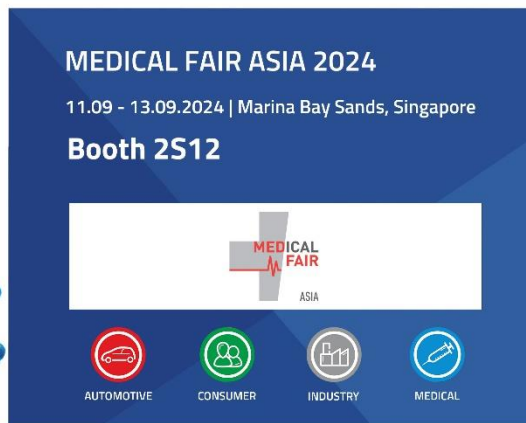 MEDICAL FAIR ASIA 2024
11.09 - 13.09.2024 | Marina Bay Sands, Singapore
Booth 2S12
MEDICAL
FAIR
ASIA
AUTOMOTIVE
CONSUMER
INDUSTRY
MEDICAL